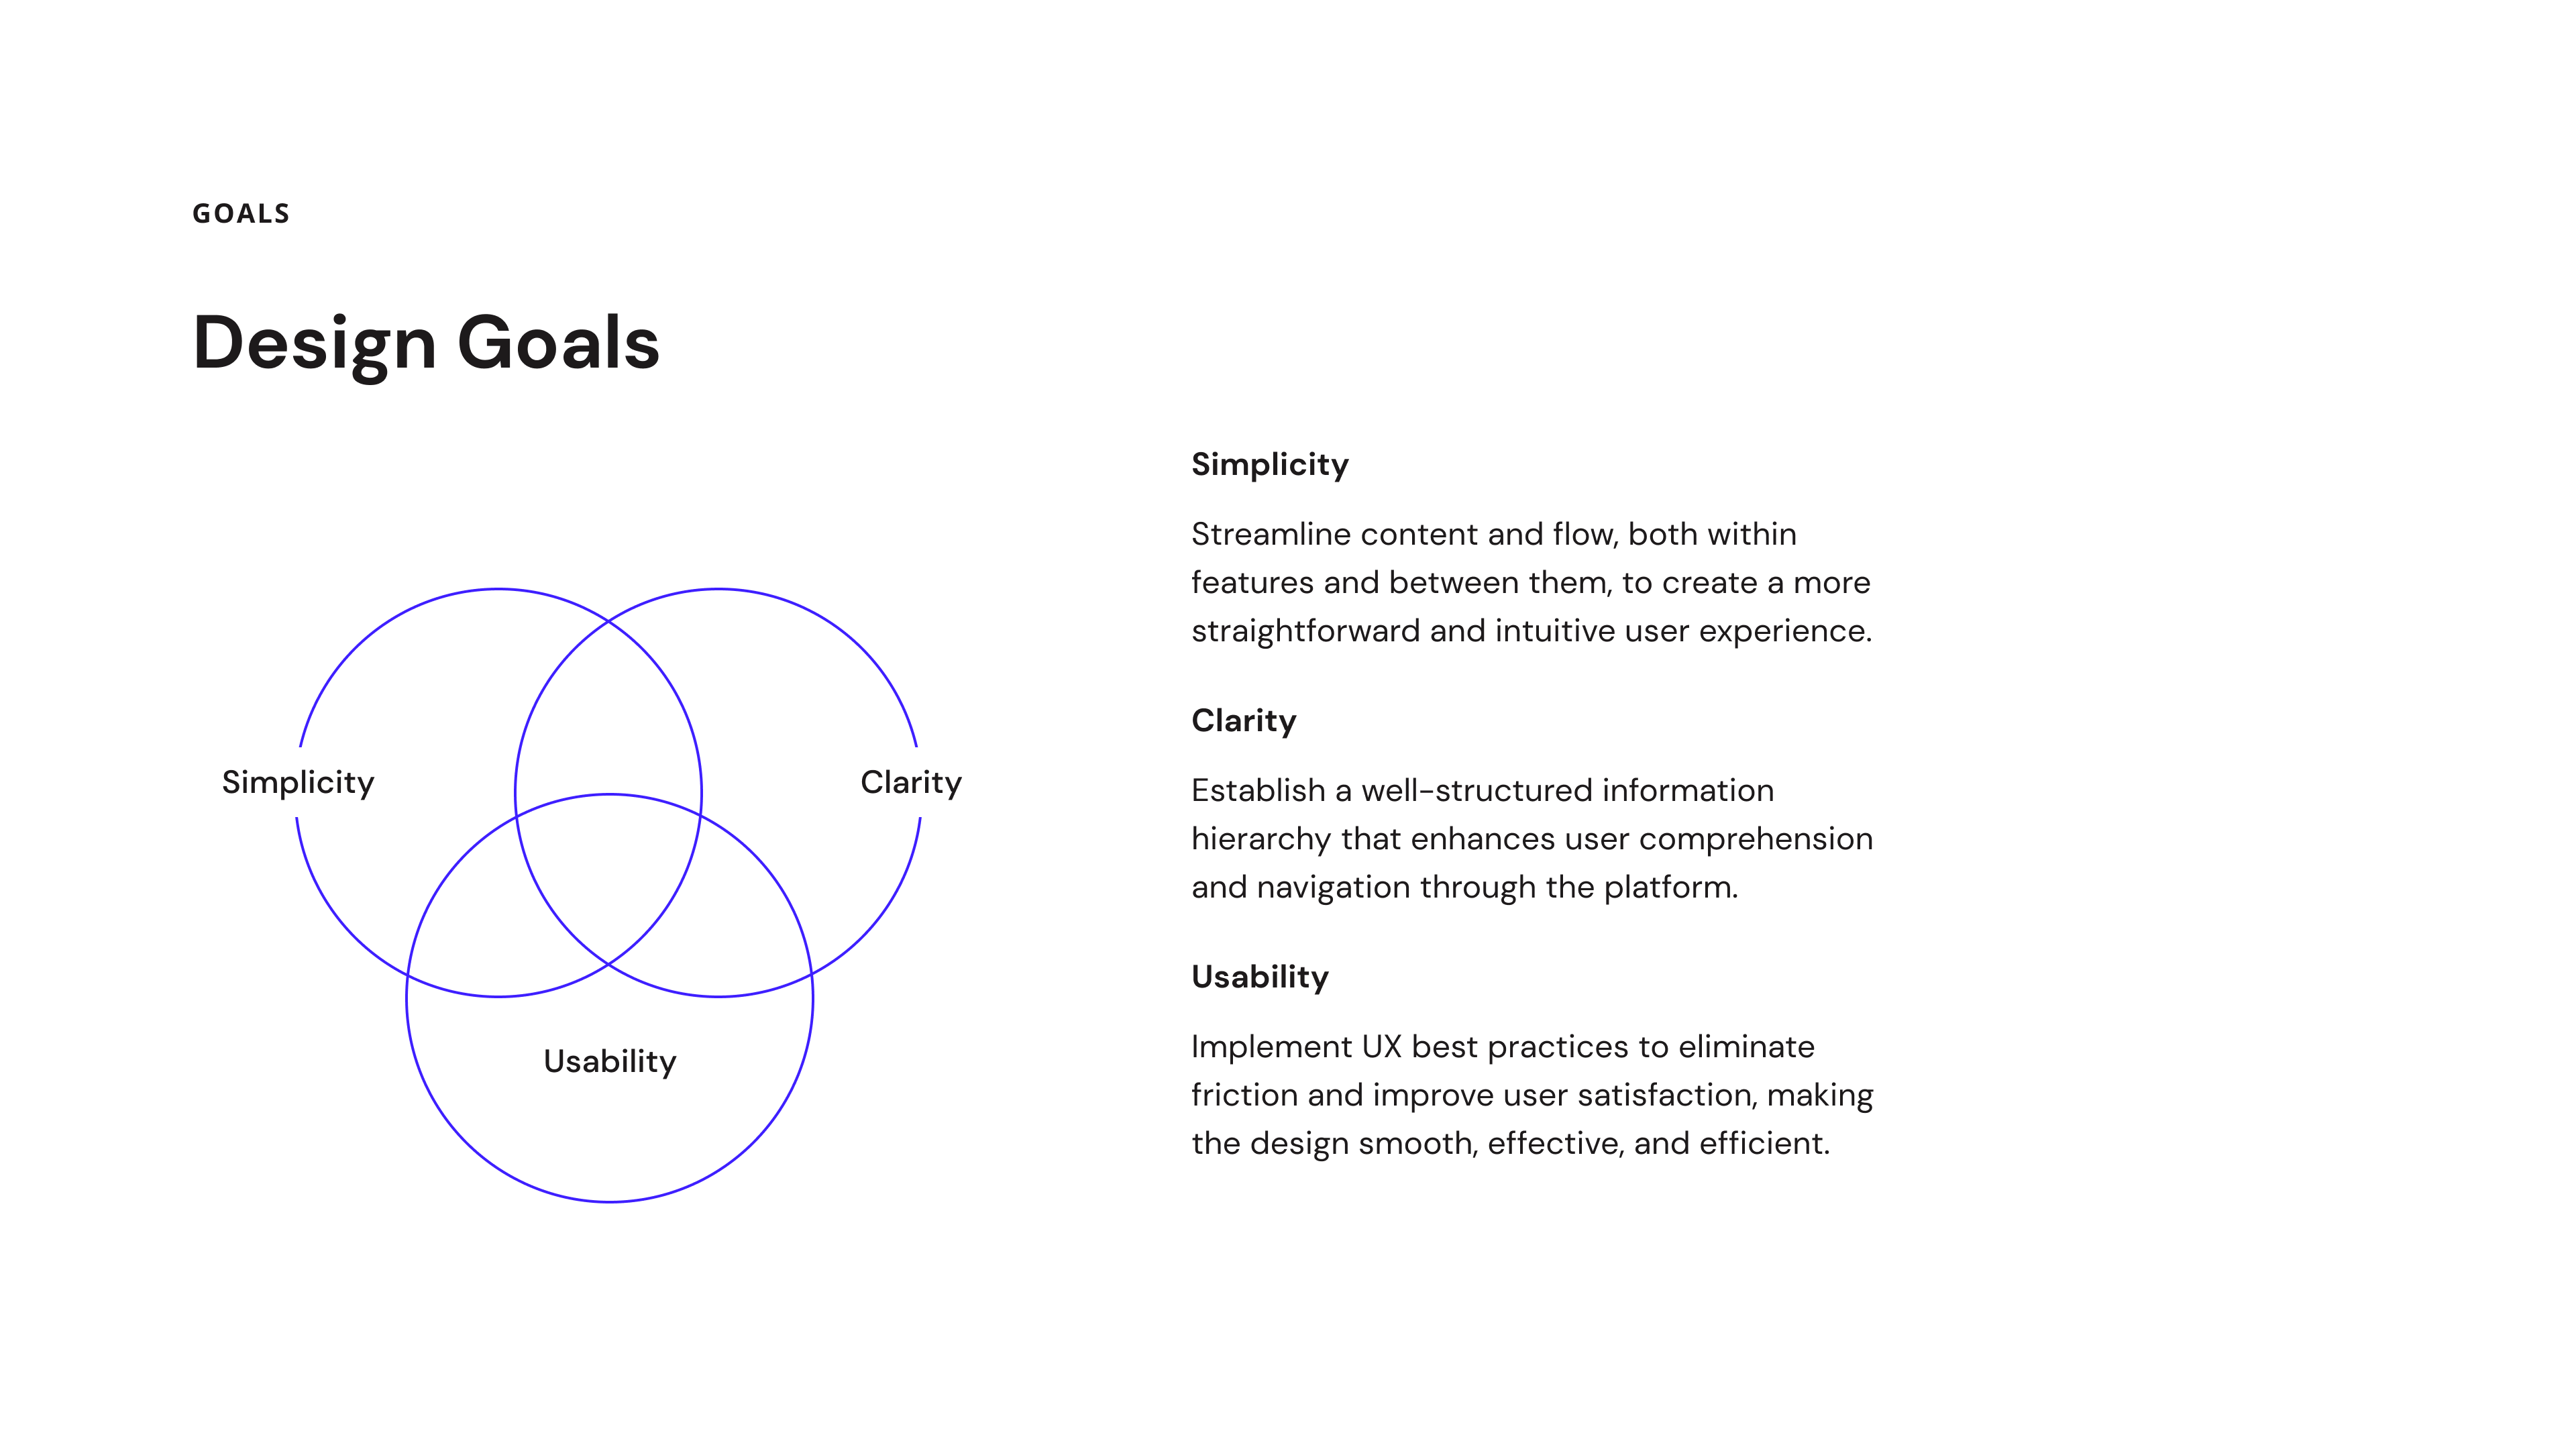 GOALS
Design Goals
Simplicity
Clarity
Usability
Simplicity
Streamline content and flow, both within
features and between them, to create a more
straightforward and intuitive user experience.
Clarity
Establish a well-structured information
hierarchy that enhances user comprehension
and navigation through the platform.
Usability
Implement UX best practices to eliminate
friction and improve user satisfaction, making
the design smooth, effective, and efficient.